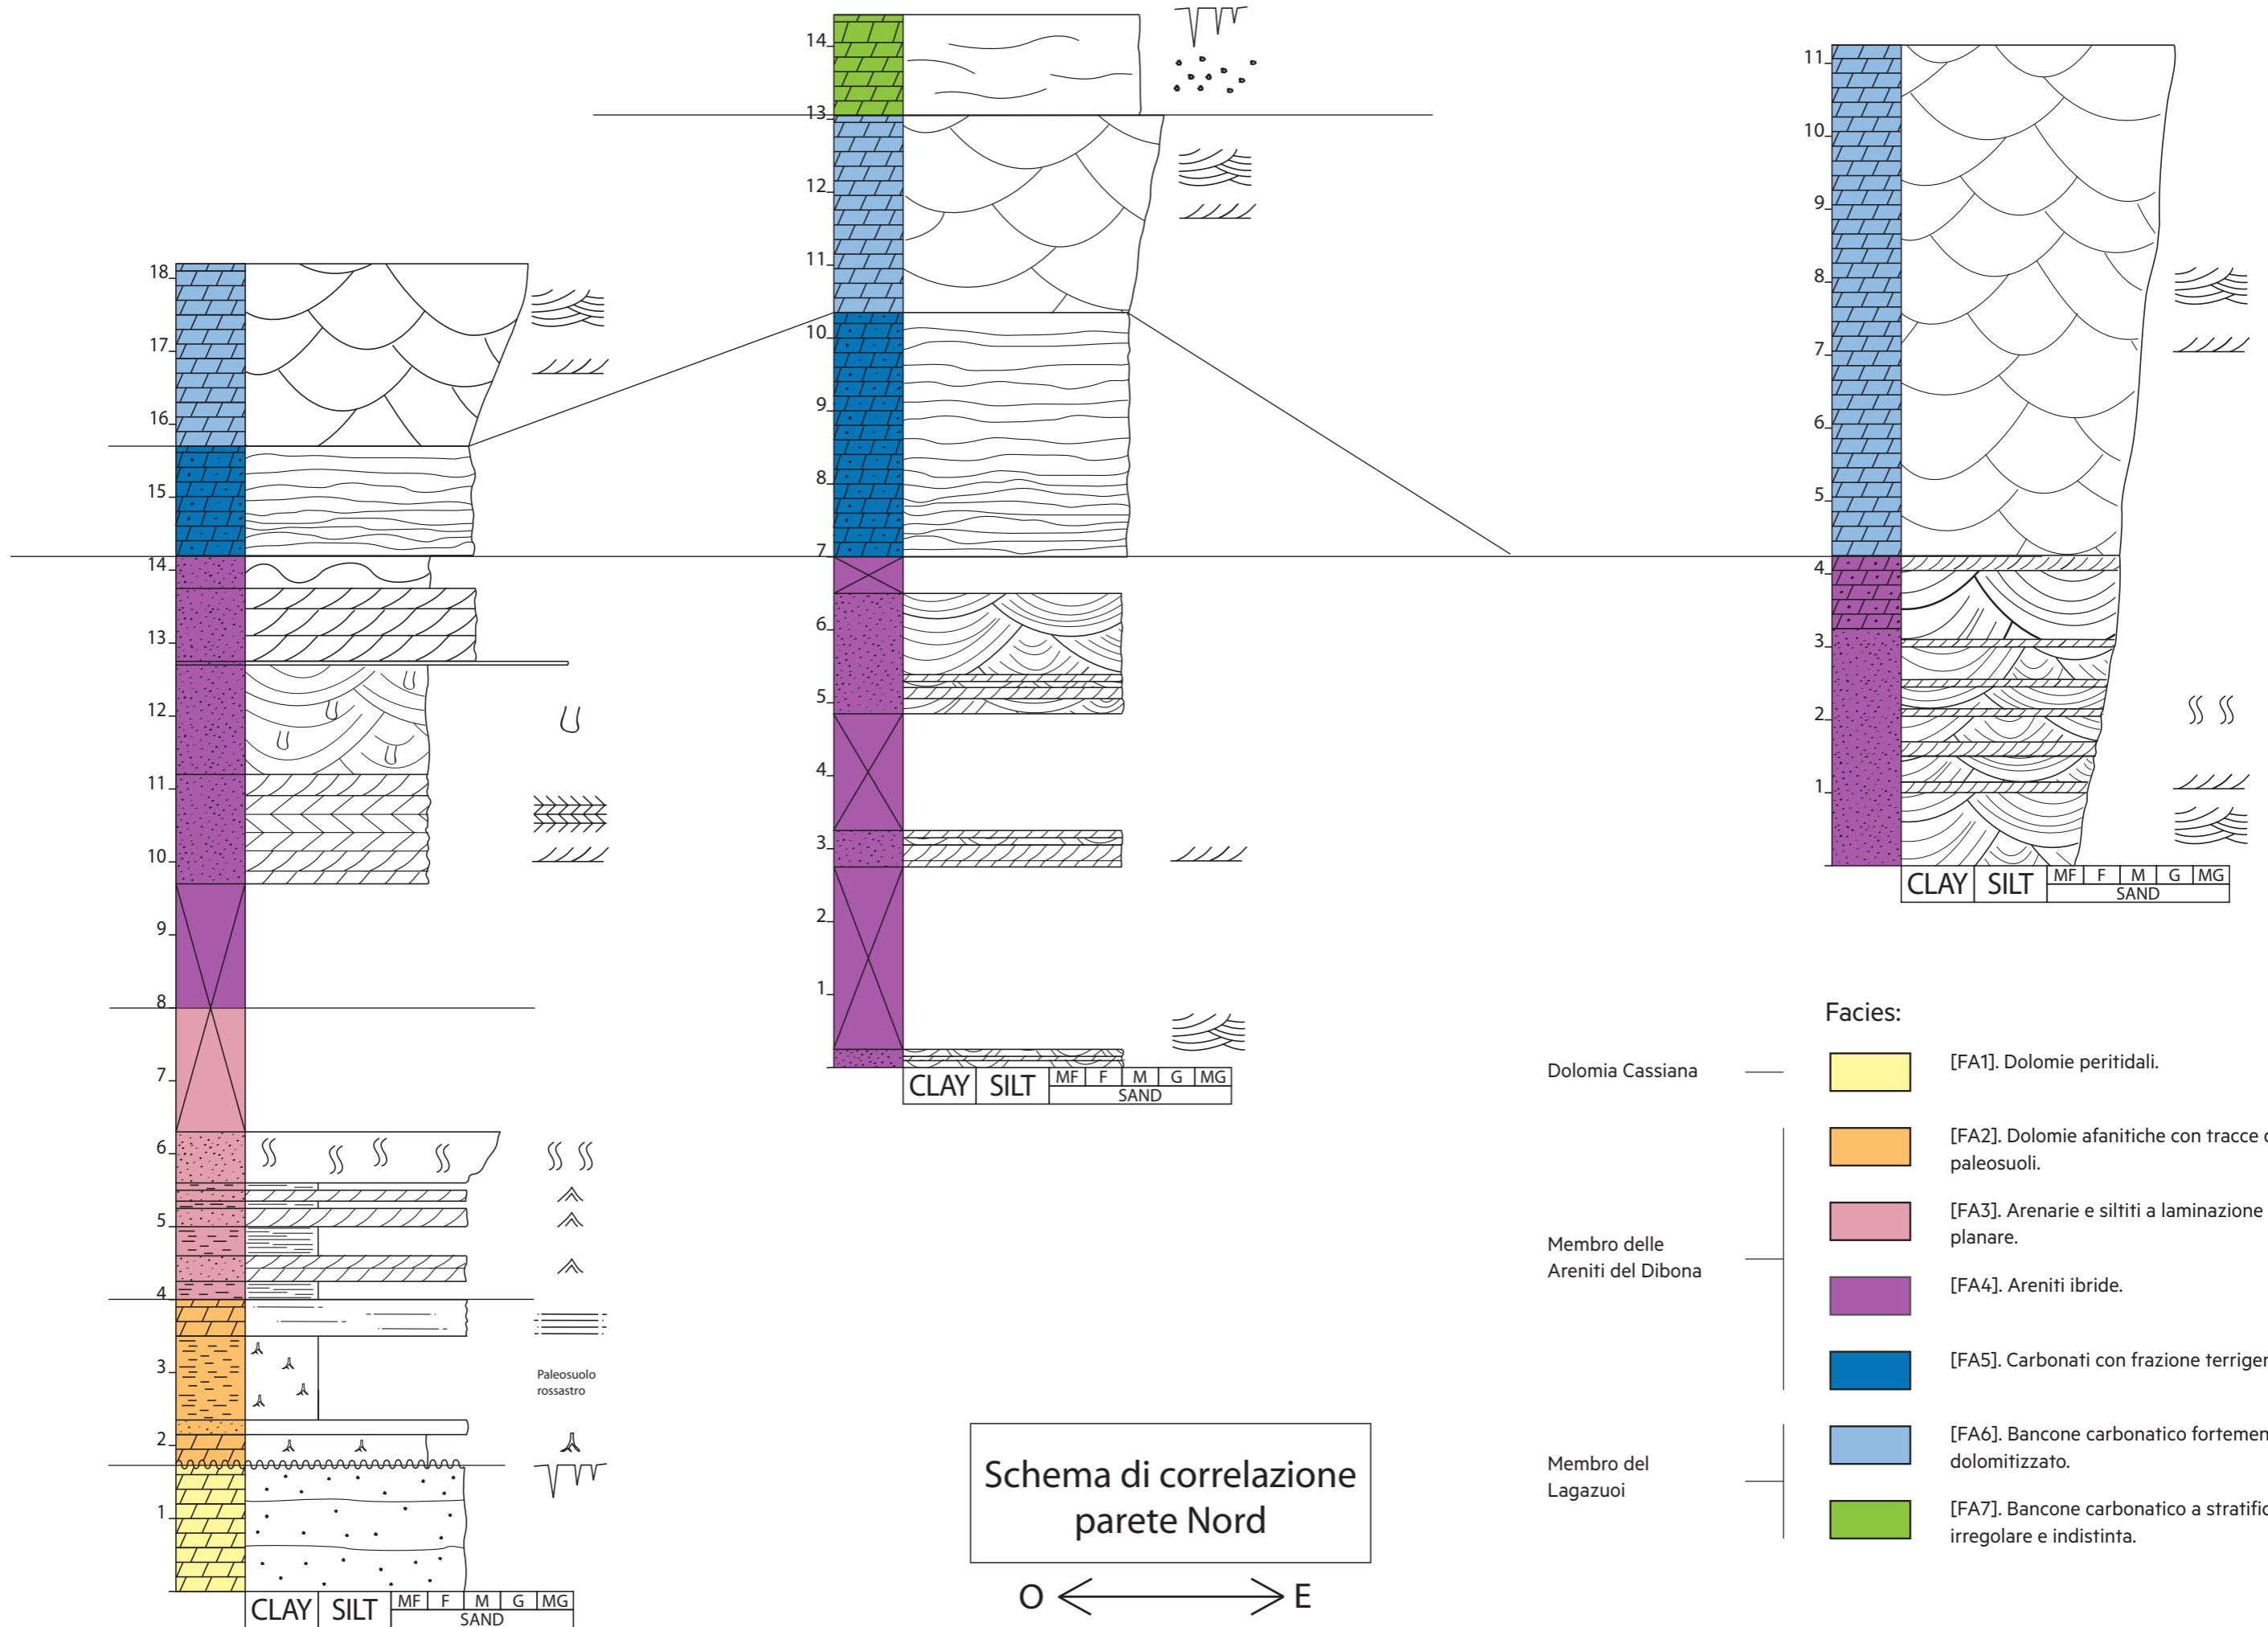 18
17
16
15
14
13
12
11
10
9
8
7
6
5
4
3
2
1
Paleosuolo
rossastro
CLAY SILT MF F M G MG
SAND
14
13
12
11
10
9
8
7
6
5
4
3
2
1
CLAY SILT MF F M G MG
SAND
11
10
9
8
7
6
5
4
3
2
1
CLAY SILT MF F M G MG
SAND
Schema di correlazione
parete Nord
O E
Facies:
Dolomia Cassiana
[FA1]. Dolomie peritidali.
Membro delle
Areniti del Dibona
[FA2]. Dolomie afanitiche con tracce
paleosuoli.
[FA3]. Arenarie e siltiti a laminazione
planare.
[FA4]. Areniti ibride.
[FA5]. Carbonati con frazione
Membro del
Lagazuoi
[FA6]. Bancone carbonatico
dolomitizzato.
[FA7]. Bancone carbonatico a
irregolare e indistinta.